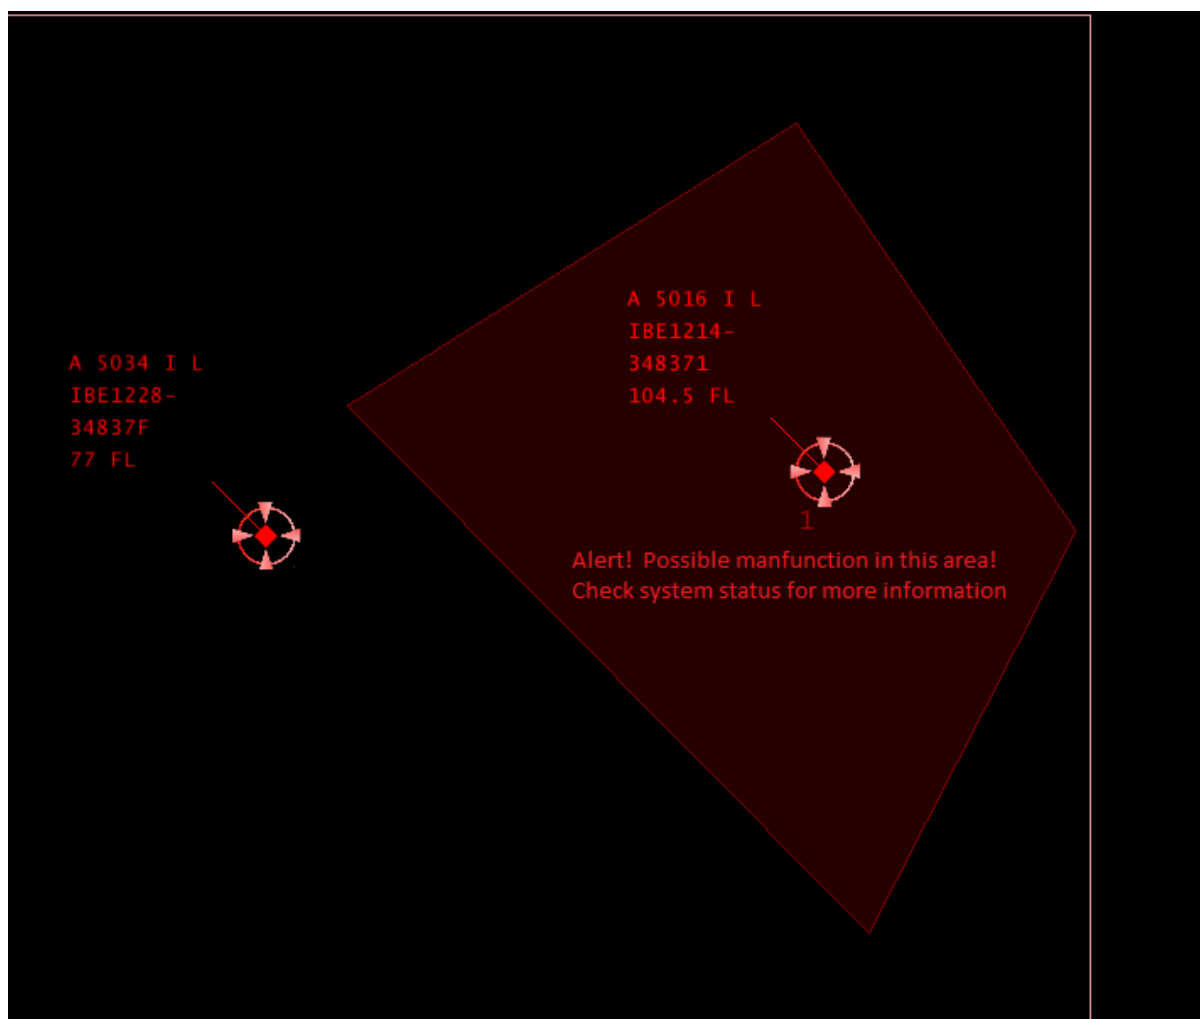 A 5034 I L
IBE1228-
34837F
77 FL
A 5016 I L
IBE1214-
348371
104.5 FL
1
Alert! Possible manfunction in this area!
Check system status for more information